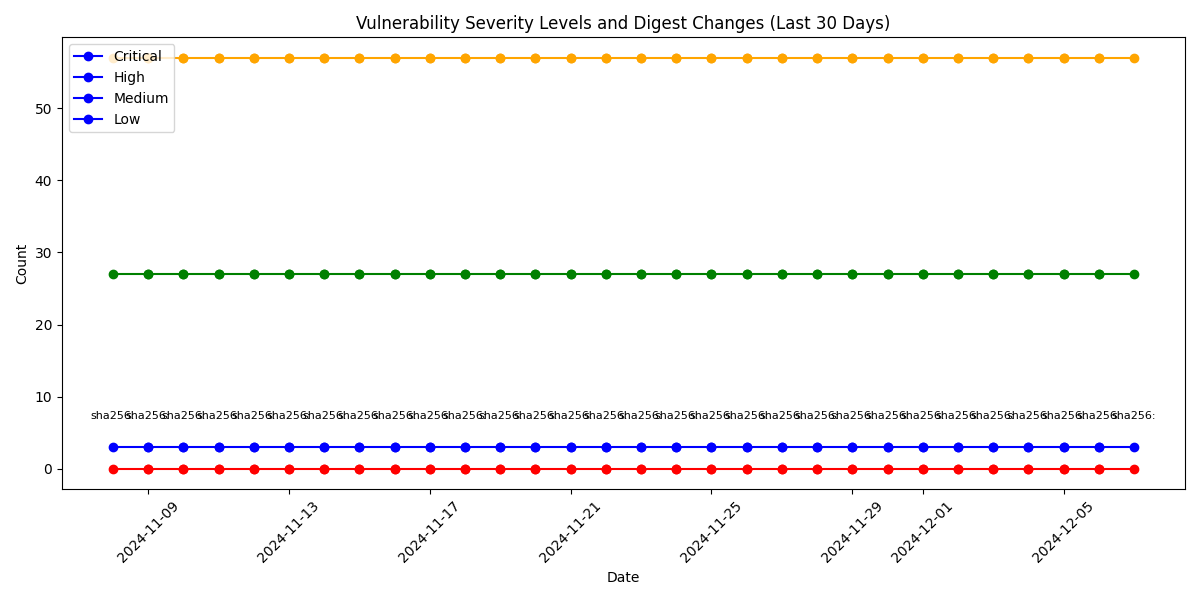 Vulnerability Severity Levels and Digest Changes (Last 30 Days)
Critical
High
Medium
Low
50
40
30
20
10
0
Count
sha256: sha256: sha256: sha256: sha256: sha256: sha256: sha256: sha256: sha256: sha256: sha256: sha256: sha256: sha256: sha256: sha256: sha256: sha256: sha256: sha256: sha256: sha256: sha256: sha256: sha256: sha256: sha256: sha256: sha256:
2024-11-09
2024-11-13
2024-11-17
2024-11-21
2024-11-25
2024-11-29
2024-12-01
2024-12-05
Date